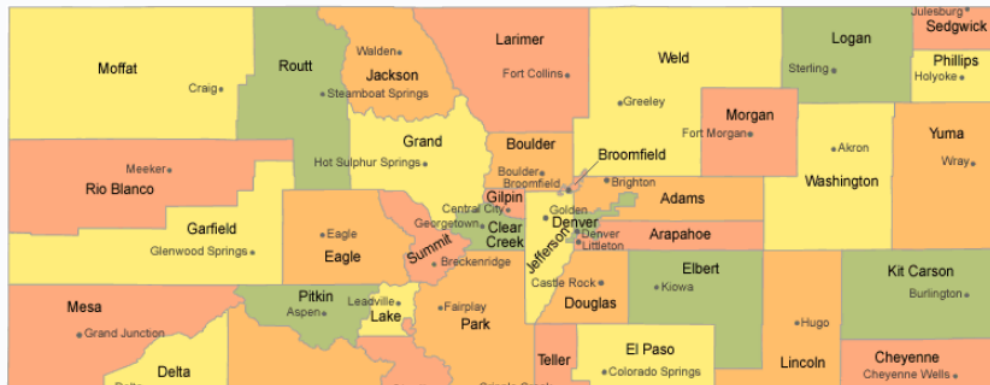 Julesburg
Sedgwick
Larimer
Logan
Walden
Weld
Phillips
Routt
Moffat
Jackson
Fort Collins
Sterling
Holyoke
Craig
Steamboat Springs
Greeley
Morgan
Fort Morgan
Grand
Boulder
Yuma
Akron
Broomfield
Hot Sulphur Springs
Wray
Meeker
Boulder
Rio Blanco
Broomfield
Brighton
Washington
Gilpin
Adams
Central City
Golden
Garfield
Georgetown
Clear
Creek
Denver
Eagle
Denver
Arapahoe
Littleton
Jefferson
Summit
Glenwood Springs
Eagle
Breckenridge
Elbert
Kit Carson
Castle Rock
Kiowa
Pitkin
Mesa
Leadville
Fairplay
Douglas
Burlington
Aspen
Lake
Park
Hugo
Grand Junction
El Paso
Teller
Lincoln
Cheyenne
Delta
Colorado Springs
Cheyenne Wells